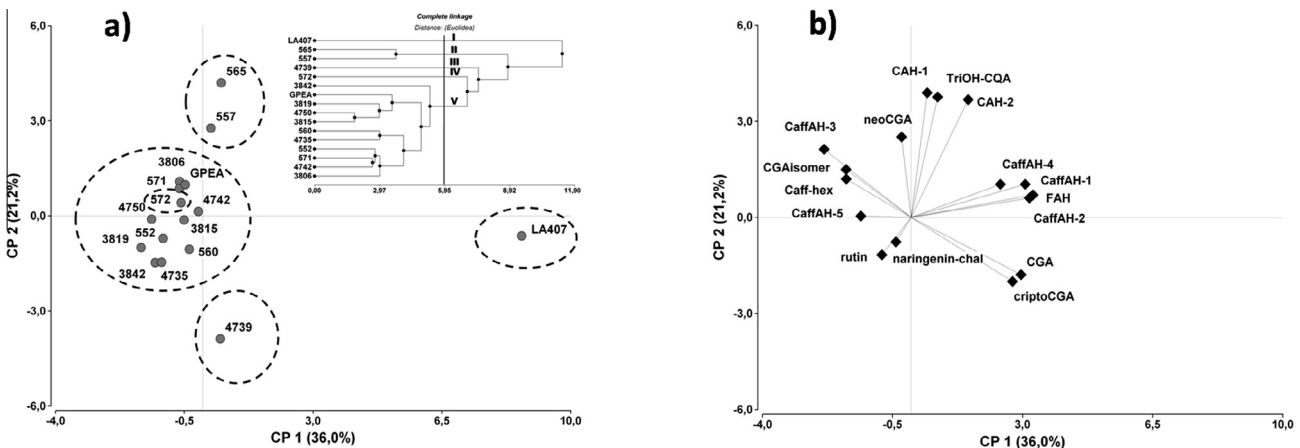 a)
6,0
3,0
0,0
-3,0
-6,0
CP 2 (21,2%)
-4,0
-0,5
3,0
6,5
10,0
CP 1 (36,0%)
565
557
3806
571
GPEA
572
4750
4742
552
3815
3819
560
3842
4735
4739
LA407
Complete linkage
Distance: (Euclidea)
I
II
III
IV
V
LA407
565
557
4739
572
3842
GPEA
3819
4750
3815
560
4735
552
571
4742
3806
0,00
2,97
5,95
8,92
11,90
b)
6,0
3,0
0,0
-3,0
-6,0
CP 2 (21,2%)
-4,0
-0,5
3,0
6,5
10,0
CP 1 (36,0%)
CAH-1
TriOH-CQA
CAH-2
neoCGA
CaffAH-3
CGAisomer
Caff-hex
CaffAH-5
CaffAH-4
CaffAH-1
FAH
CaffAH-2
rutin
naringenin-chal
CGA
criptoCGA